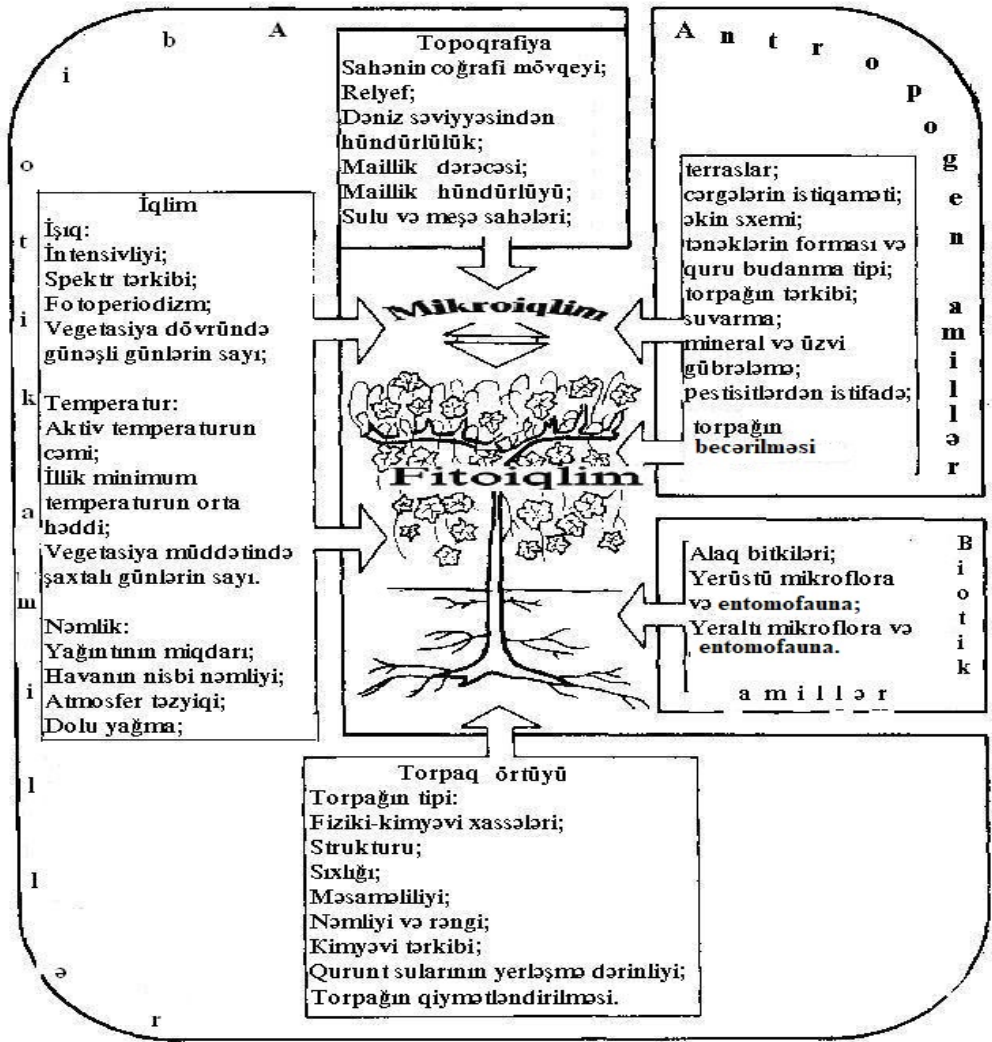 Abiotik amillər
Topoqrafiya
Sahənin coğrafi mövqeyi;
Relyef;
Dəniz səviyyəsindən
hündürlülük;
Maillik dərəcəsi;
Maillik hündürlüyü;
Sulu və meşə sahələri;
Antropogen amillər
terraslar;
cərgələrin istiqaməti;
əkin sxemi;
tənəklərin forması və
quru budanma tipi;
torpağın tərkibi;
suvarma;
mineral və üzvi
gübrələmə;
pestisitlərdən istifadə;
torpağın
becərilməsi
İqlim
İşıq:
İntensivliyi;
Spektr tərkibi;
Fotoperiodizm;
Vegetasiya dövründə
günəşli günlərin sayı;
Temperatur:
Aktiv temperaturun
cəmi;
İllik minimum
temperaturun orta
həddi;
Vegetasiya müddətində
şaxtalı günlərin sayı.
Nəmlik:
Yağıntının miqdarı;
Havanın nisbi nəmliyi;
Atmosfer təzyiqi;
Dolu yağma;
Mikroiqlim
Fitoiqlim
Biotik
amillər
Alaq bitkiləri;
Yerüstü mikroflora
və entomofauna;
Yeraltı mikroflora və
entomofauna.
Torpaq örtüyü
Torpağın tipi:
Fiziki-kimyəvi xassələri;
Strukturu;
Sıxlığı;
Məsaməliliyi;
Nəmliyi və rəngi;
Kimyəvi tərkibi;
Qurunt sularının yerləşmə dərinliyi;
Torpağın qiymətləndirilməsi.